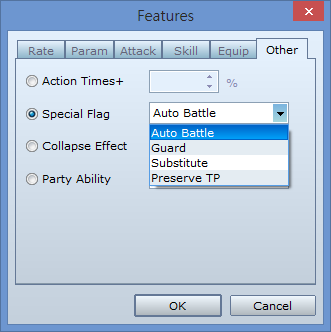 Features
Rate Param Attack Skill Equip Other
Action Times+ %
Special Flag Auto Battle
Auto Battle
Guard
Collapse Effect
Substitute
Preserve TP
Party Ability
OK Cancel